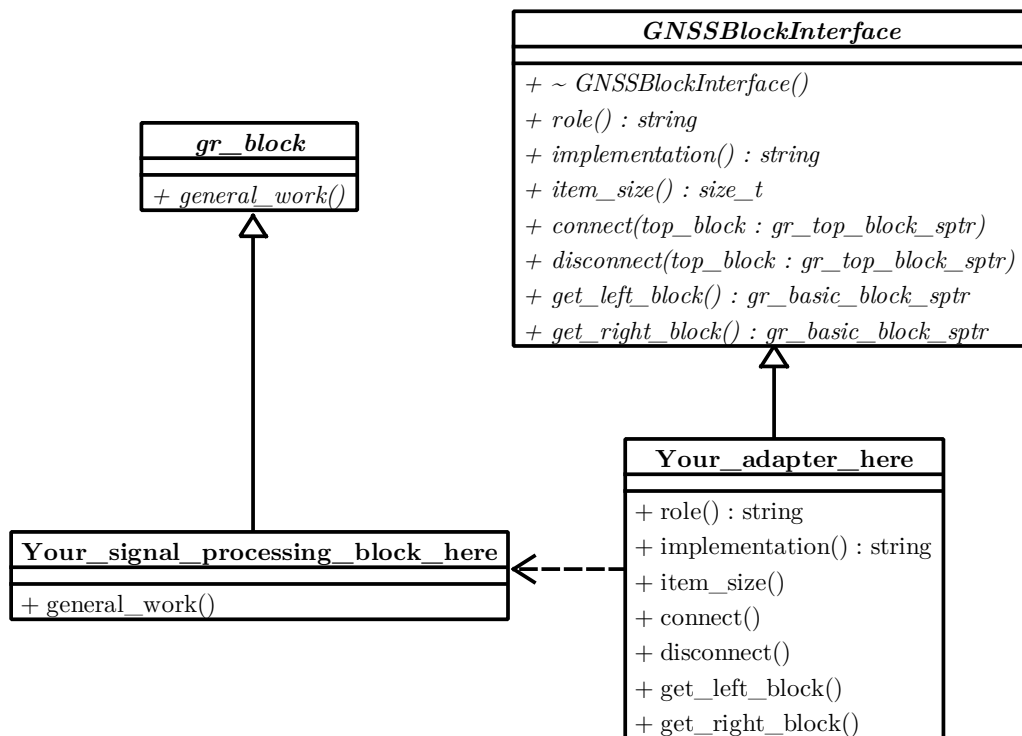 GNSSBlockInterface
+ ~ GNSSBlockInterface()
+ role() : string
+ implementation() : string
+ item_size() : size_t
+ connect(top_block : gr_top_block_sptr)
+ disconnect(top_block : gr_top_block_sptr)
+ get_left_block() : gr_basic_block_sptr
+ get_right_block() : gr_basic_block_sptr
gr_block
+ general_work()
Your_signal_processing_block_here
+ general_work()
Your_adapter_here
+ role() : string
+ implementation() : string
+ item_size()
+ connect()
+ disconnect()
+ get_left_block()
+ get_right_block()